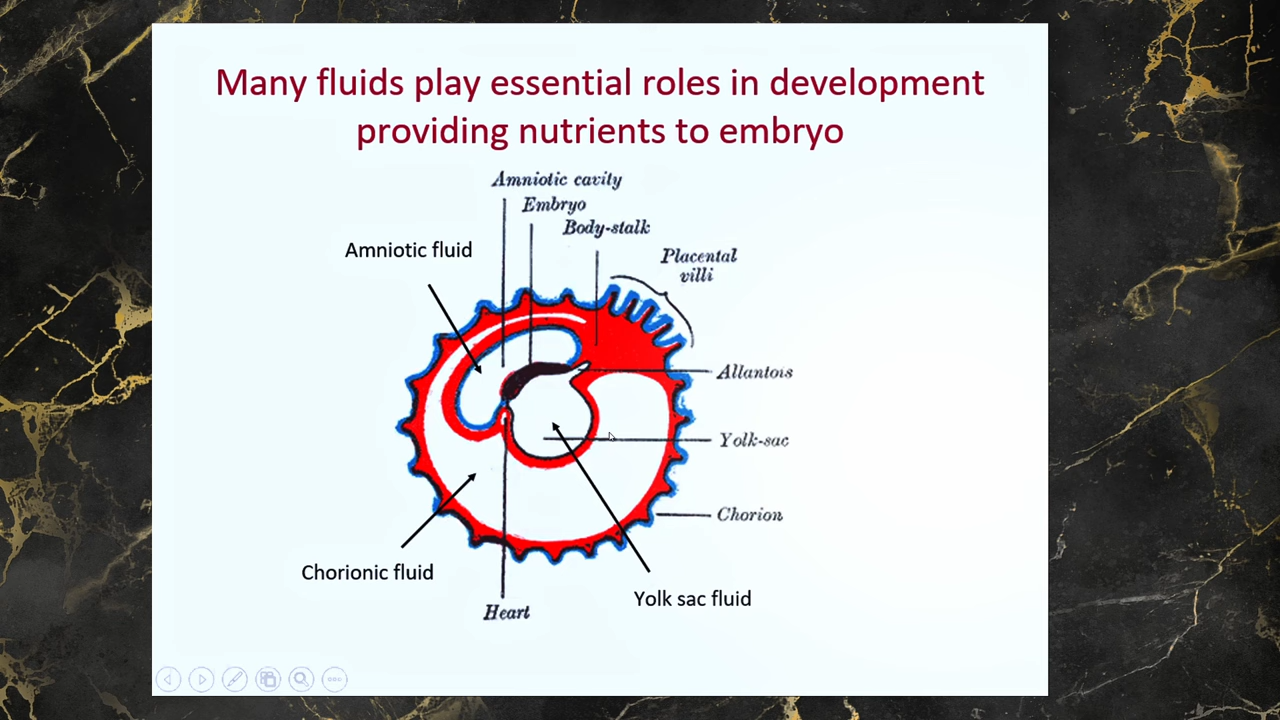 Many fluids play essential roles in development
providing nutrients to embryo
Amniotic cavity
Embryo
Body-stalk
Amniotic fluid
Placental
villi
Allantois
Yolk-sac
Chorion
Chorionic fluid
Yolk sac fluid
Heart